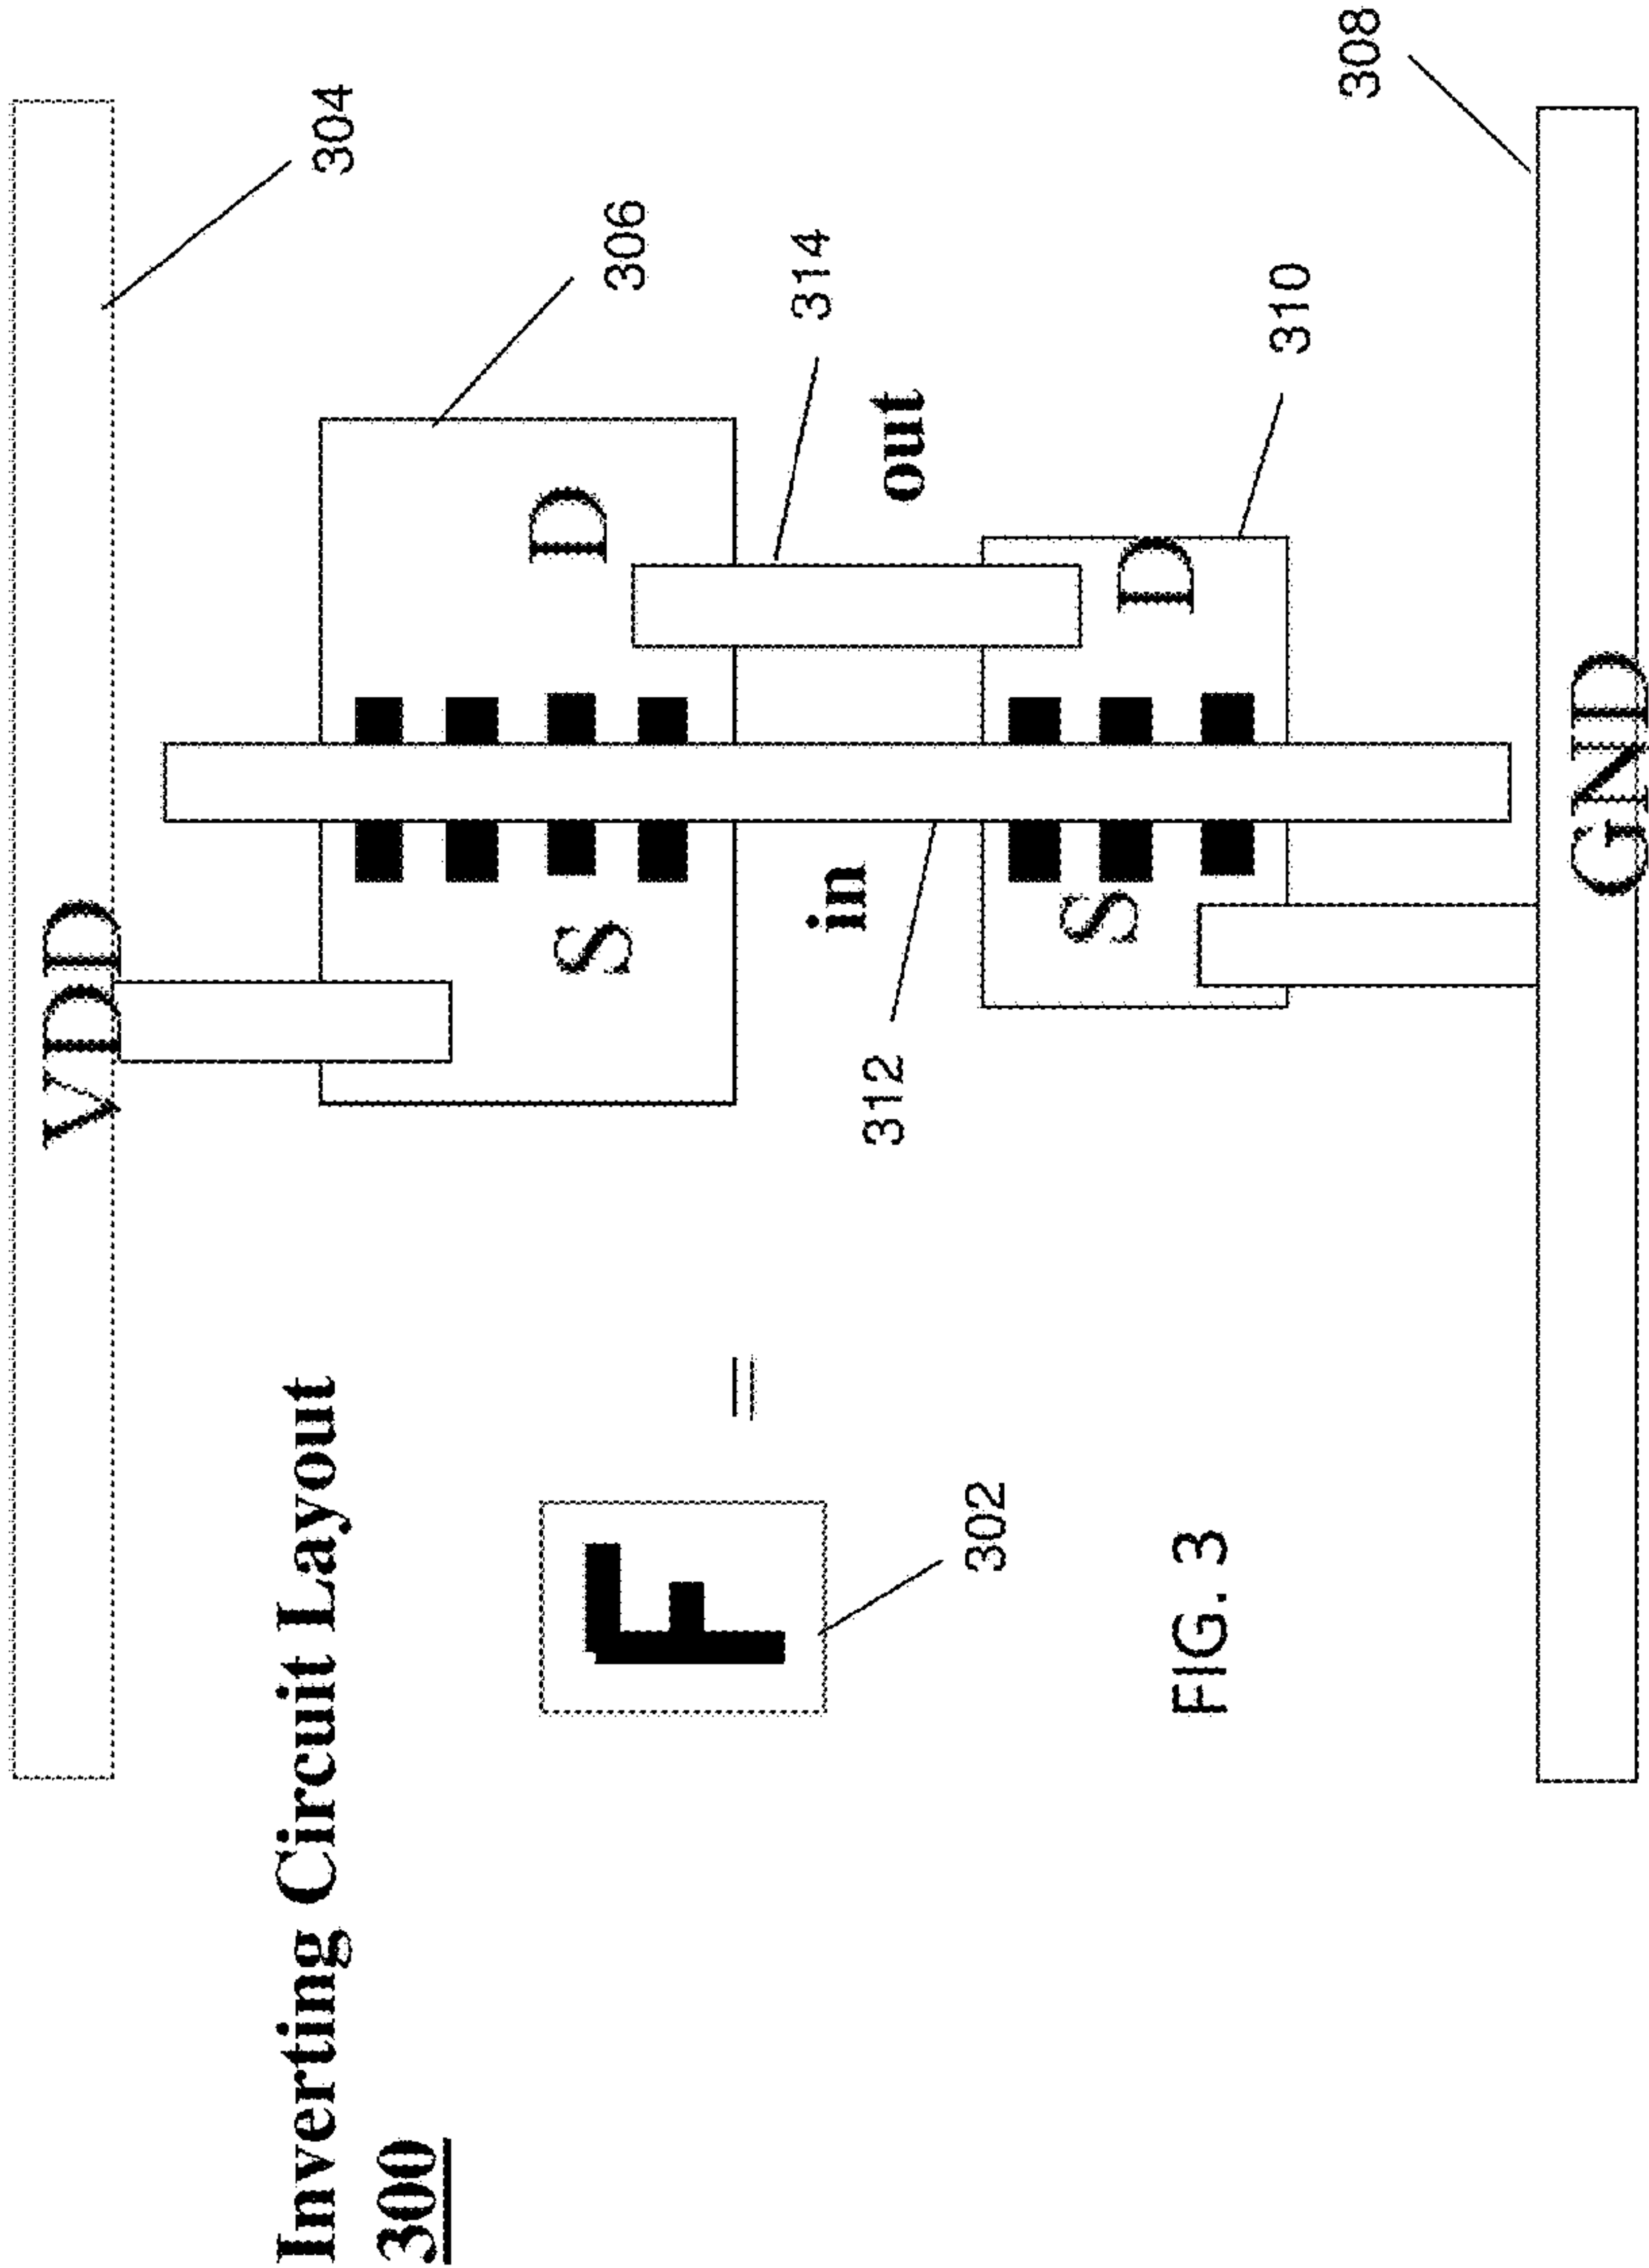 Inverting Circuit Layout
300
VDD
304
306
S
D
F
=
302
in
out
314
312
S
D
310
FIG. 3
GND
308